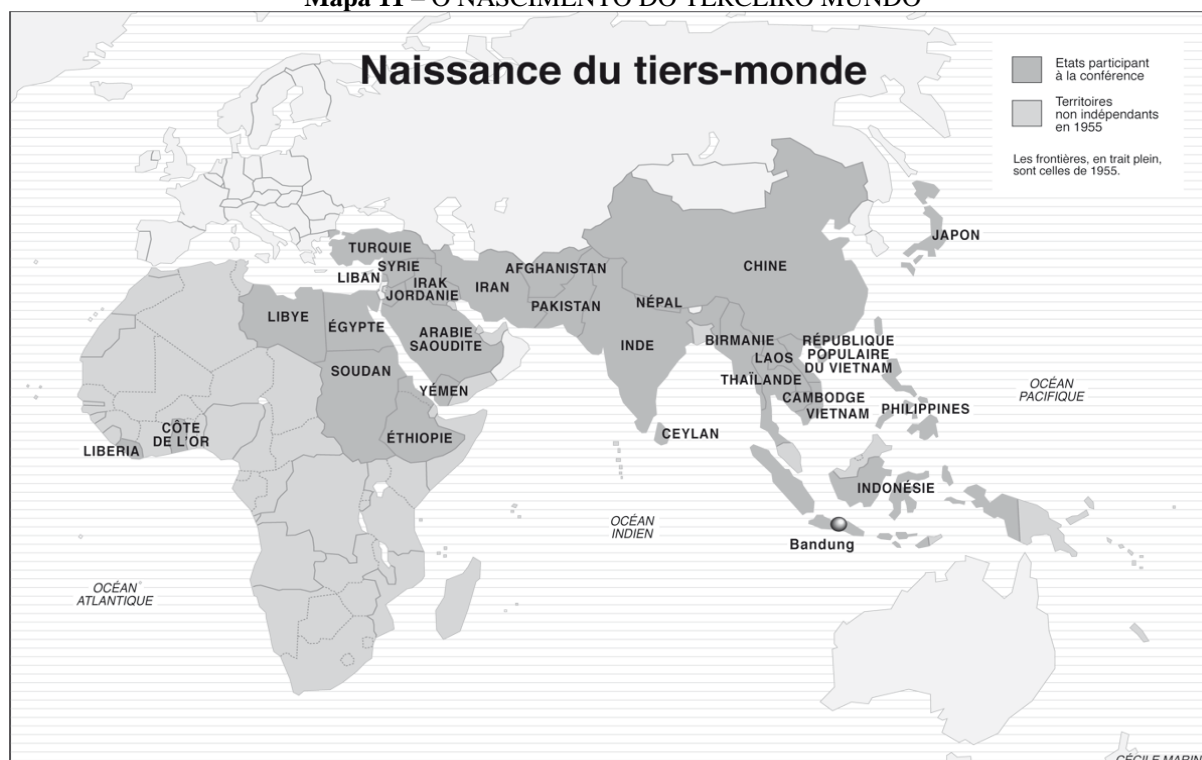 Mapa 11 – O NASCIMENTO DO TERCEIRO MUNDO
Naissance du tiers-monde
Etats participant
à la conférence
Territoires
non indépendants
en 1955
Les frontières, en trait plein,
sont celles de 1955.
JAPON
TURQUIE
SYRIE
LIBAN
IRAK
JORDANIE
IRAN
AFGHANISTAN
PAKISTAN
CHINE
NÉPAL
LIBYE
ÉGYPTE
ARABIE
SAOUDITE
INDE
BIRMANIE
LAOS
RÉPUBLIQUE
POPULAIRE
DU VIETNAM
SOUDAN
YÉMEN
THAÏLANDE
CAMBODGE
VIETNAM
PHILIPPINES
OCÉAN
PACIFIQUE
CÔTE
DE L'OR
LIBERIA
ÉTHIOPIE
CEYLAN
INDONÉSIE
OCÉAN
INDIEN
Bandung
OCÉAN
ATLANTIQUE
CÉCILE MARIN